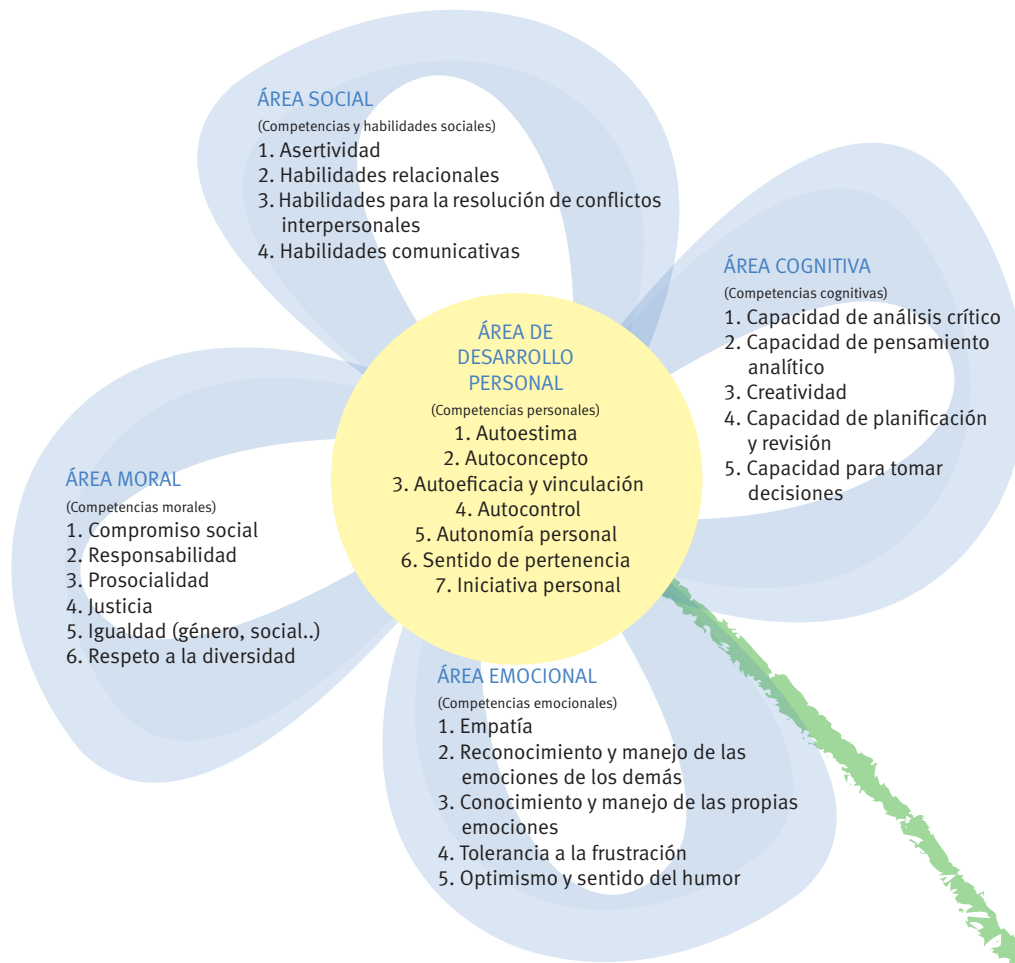 ÁREA SOCIAL
(Competencias y habilidades sociales)
1. Asertividad
2. Habilidades relacionales
3. Habilidades para la resolución de conflictos
interpersonales
4. Habilidades comunicativas
ÁREA COGNITIVA
(Competencias cognitivas)
1. Capacidad de análisis crítico
2. Capacidad de pensamiento
analítico
3. Creatividad
4. Capacidad de planificación
y revisión
5. Capacidad para tomar
decisiones
ÁREA DE
DESARROLLO
PERSONAL
(Competencias personales)
1. Autoestima
2. Autoconcepto
3. Autoeficacia y vinculación
4. Autocontrol
5. Autonomía personal
6. Sentido de pertenencia
7. Iniciativa personal
ÁREA MORAL
(Competencias morales)
1. Compromiso social
2. Responsabilidad
3. Prosocialidad
4. Justicia
5. Igualdad (género, social..)
6. Respeto a la diversidad
ÁREA EMOCIONAL
(Competencias emocionales)
1. Empatía
2. Reconocimiento y manejo de las
emociones de los demás
3. Conocimiento y manejo de las propias
emociones
4. Tolerancia a la frustración
5. Optimismo y sentido del humor